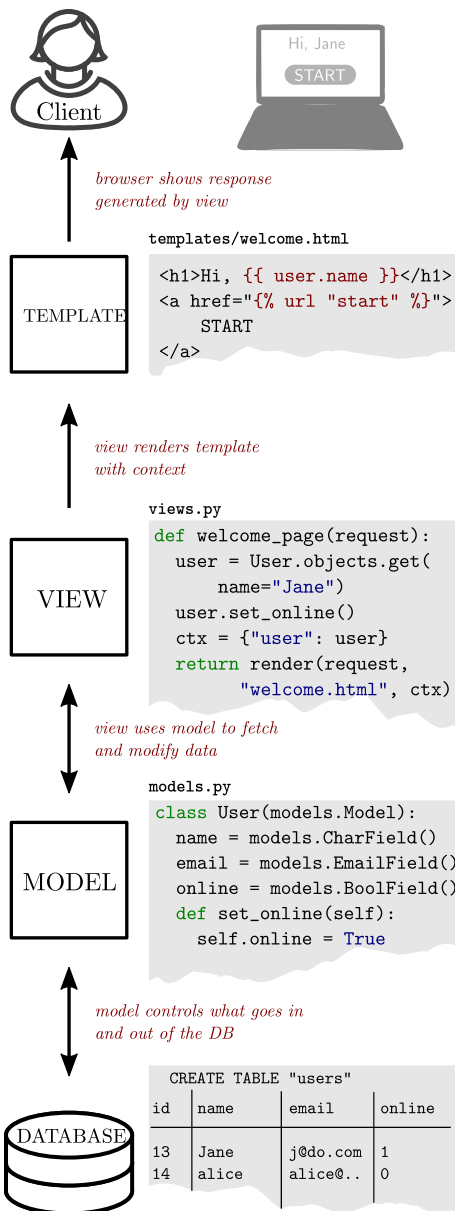 Hi, Jane
START
Client
browser shows response
generated by view
templates/welcome.html
<h1>Hi, {{ user.name }}</h1>
<a href="{% url "start" %}">
START
</a>
TEMPLATE
view renders template
with context
views.py
def welcome_page(request):
user = User.objects.get(
name="Jane")
user.set_online()
ctx = {"user": user}
return render(request,
"welcome.html", ctx)
VIEW
view uses model to fetch
and modify data
models.py
class User(models.Model):
name = models.CharField()
email = models.EmailField()
online = models.BoolField()
def set_online(self):
self.online = True
MODEL
model controls what goes in
and out of the DB
CREATE TABLE "users"
id name email online
13 Jane j@do.com 1
14 alice alice@.. 0
DATABASE